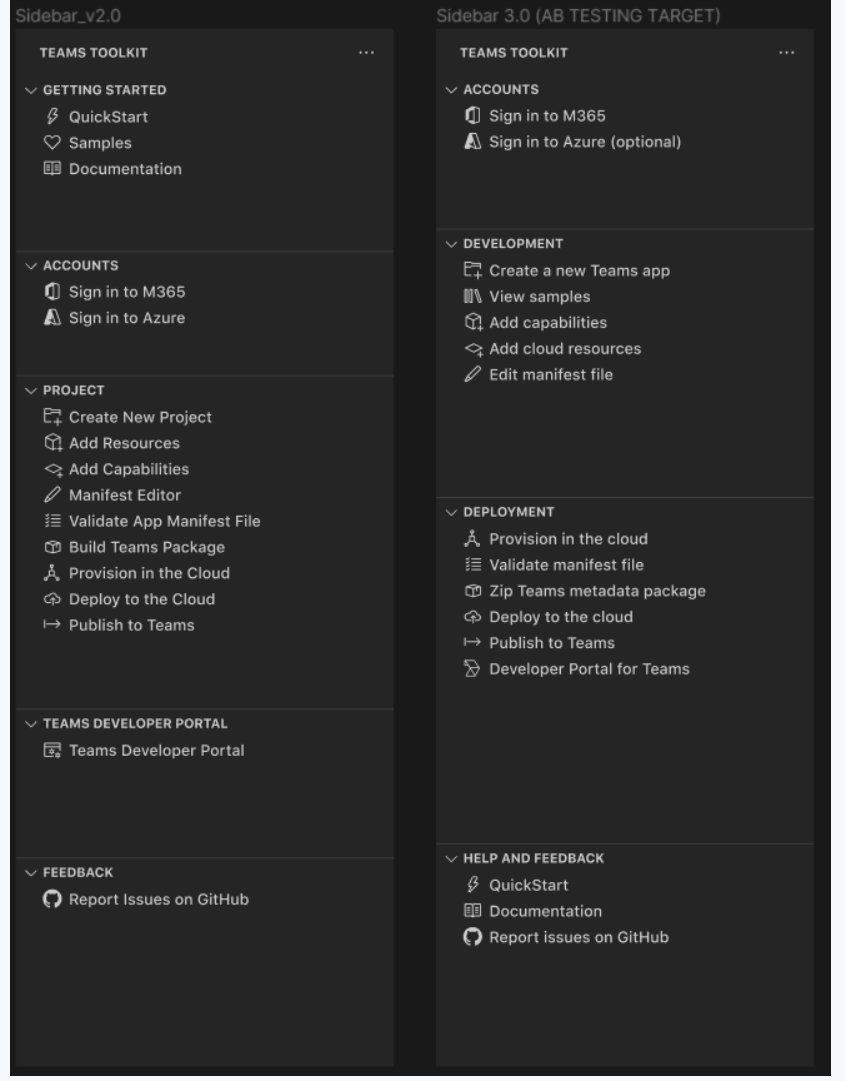 Sidebar_v2.0
TEAMS TOOLKIT
GETTING STARTED
QuickStart
Samples
Documentation
ACCOUNTS
Sign in to M365
Sign in to Azure
PROJECT
Create New Project
Add Resources
Add Capabilities
Manifest Editor
Validate App Manifest File
Build Teams Package
Provision in the Cloud
Deploy to the Cloud
Publish to Teams
TEAMS DEVELOPER PORTAL
Teams Developer Portal
FEEDBACK
Report Issues on GitHub
Sidebar 3.0 (AB TESTING TARGET)
TEAMS TOOLKIT
ACCOUNTS
Sign in to M365
Sign in to Azure (optional)
DEVELOPMENT
Create a new Teams app
View samples
Add capabilities
Add cloud resources
Edit manifest file
DEPLOYMENT
Provision in the cloud
Validate manifest file
Zip Teams metadata package
Deploy to the cloud
Publish to Teams
Developer Portal for Teams
HELP AND FEEDBACK
QuickStart
Documentation
Report issues on GitHub